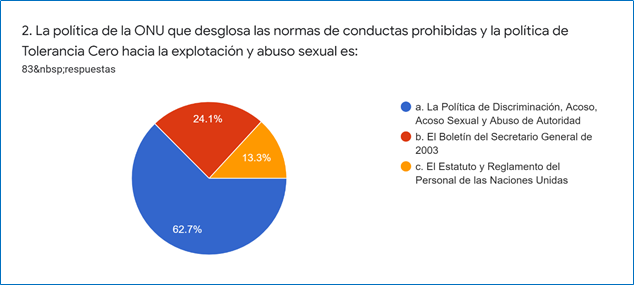 2. La política de la ONU que desglosa las normas de conductas prohibidas y la política de
Tolerancia Cero hacia la explotación y abuso sexual es:
83&nbsp;respuestas
a. La Política de Discriminación, Acoso,
Acoso Sexual y Abuso de Autoridad
b. El Boletín del Secretario General de
2003
c. El Estatuto y Reglamento del
Personal de las Naciones Unidas
24.1%
13.3%
62.7%